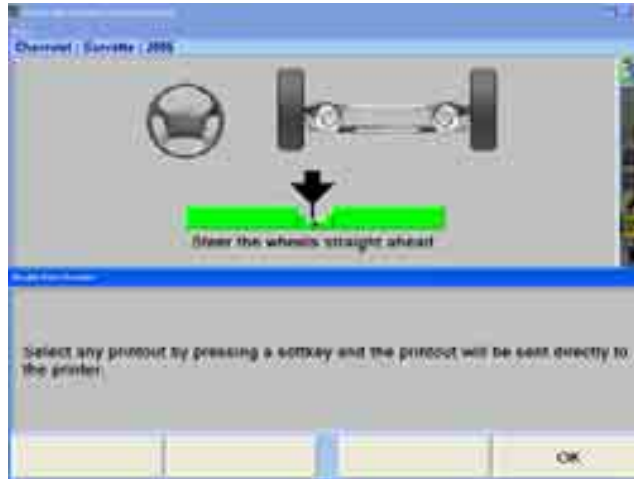 Chevrolet : Corvette : 2005
Steer the wheels straight ahead
Select any printout by pressing a softkey and the printout will be sent directly to
the printer.
OK